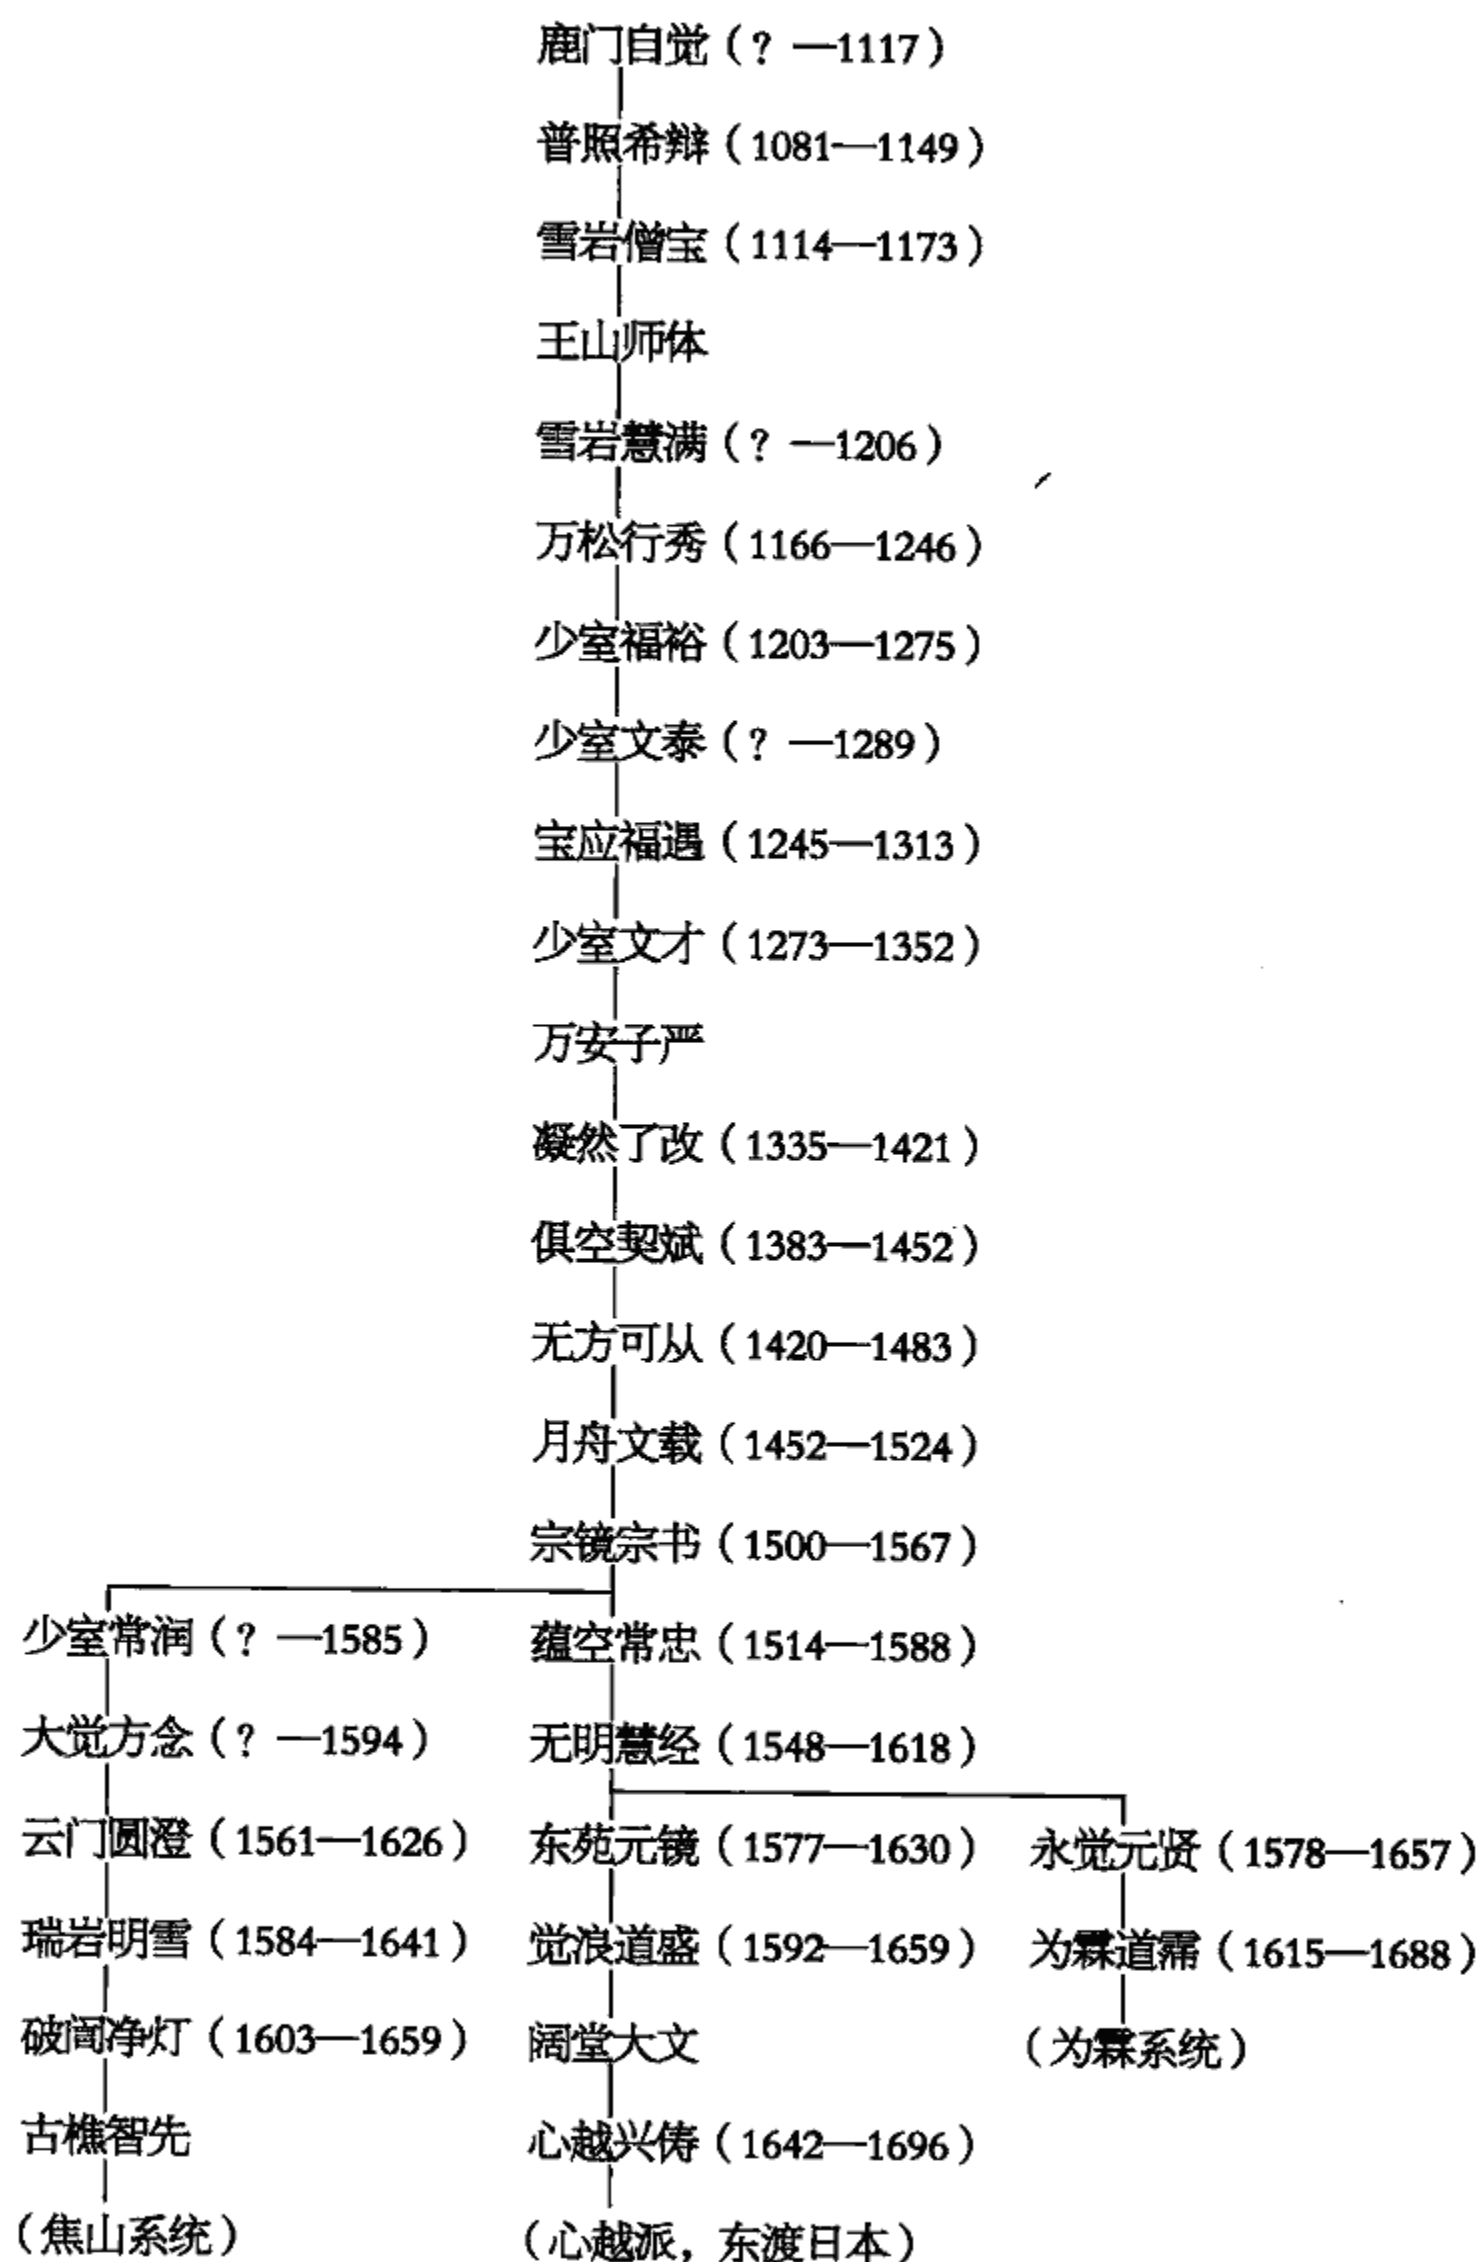 鹿门自觉（？—1117）
普照希辩（1081—1149）
雪岩僧宝（1114—1173）
王山师体
雪岩慧满（？—1206）
万松行秀（1166—1246）
少室福裕（1203—1275）
少室文泰（？—1289）
宝应福遇（1245—1313）
少室文才（1273—1352）
万安子严
凝然了改（1335—1421）
俱空契斌（1383—1452）
无方可从（1420—1483）
月舟文载（1452—1524）
宗镜宗书（1500—1567）
少室常润（？—1585） 蕴空常忠（1514—1588）
大觉方念（？—1594） 无明慧经（1548—1618）
云门圆澄（1561—1626） 东苑元镜（1577—1630） 永觉元贤（1578—1657）
瑞岩明雪（1584—1641） 觉浪道盛（1592—1659） 为霖道霈（1615—1688）
破闇净灯（1603—1659） 阔堂大文 （为霖系统）
古樵智先 心越兴俦（1642—1696）
（焦山系统） （心越派，东渡日本）